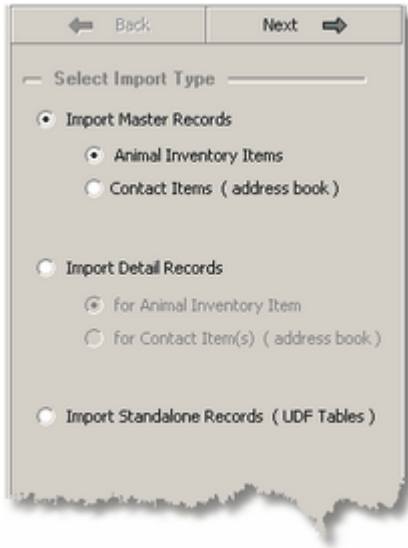 Back Next
Select Import Type
Import Master Records
Animal Inventory Items
Contact Items ( address book )
Import Detail Records
for Animal Inventory Item
for Contact Item(s) ( address book )
Import Standalone Records ( UDF Tables )